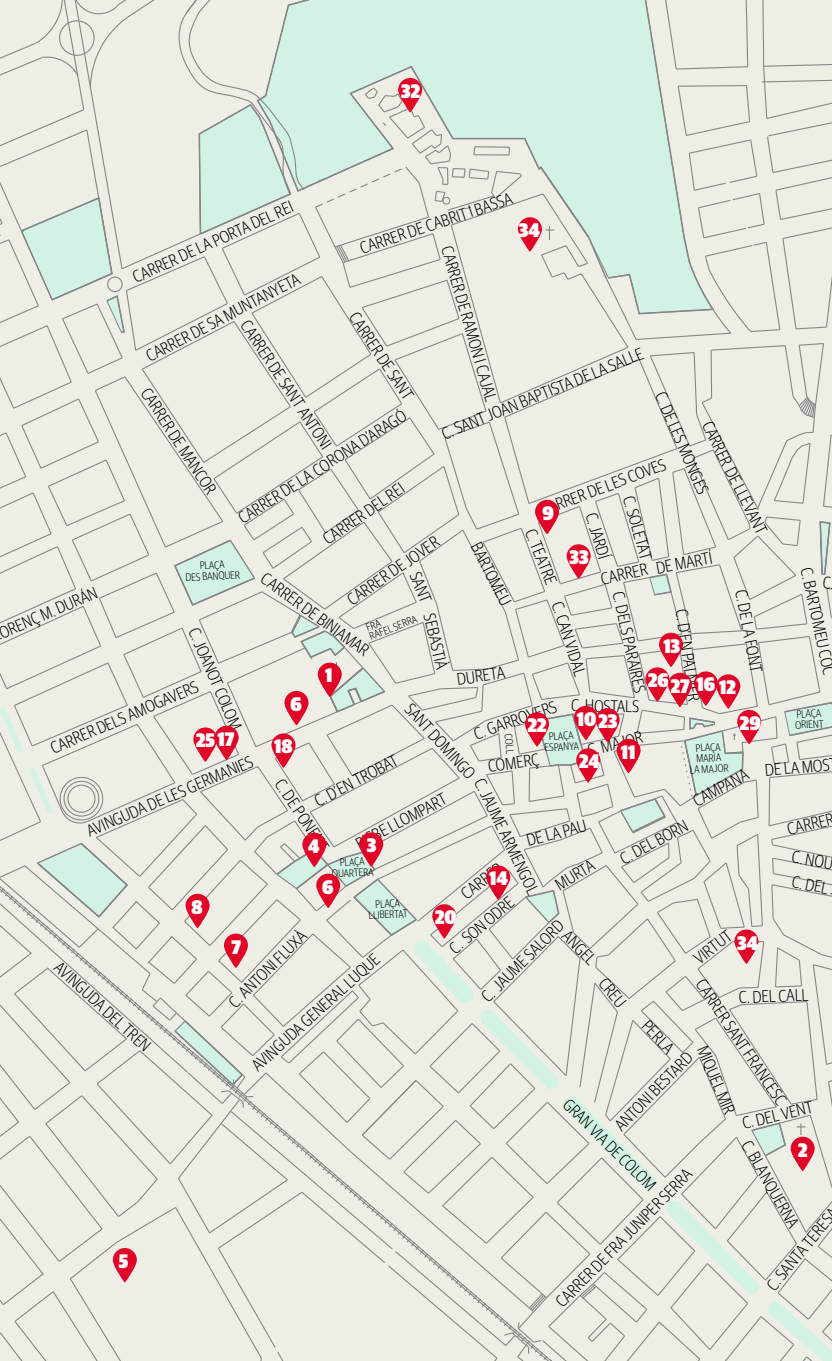 32
CARRER DE LA PORTA DEL REI
CARRER DE CABRIT I BASSA
34
CARRER DE SA MUNTANYETA
CARRER DE RAMON I CAJAL
CARRER DE SANT ANTONI
CARRER DE SANT
C. SANT JOAN BAPTISTA DE LA SALLE
CARRER DE MANCOR
C. DE LES MONGES
CARRER DE LLEVANT
CARRER DE LA CORONA D'ARAGÓ
CARRER DEL REI
RRER DE LES COVES
9
C. TEATRE
C. JARDÍ
C. SOLETAT
33
CARRER DE MARTÍ
CARRER DE JOVER
PLAÇA
DES BANQUER
CARRER DE BINIAMAR
BARTOMEU
SANT
SEBASTIÀ
FRA
RAFEL SERRA
ORENÇ M. DURÁN
C. JOANOT COLOM
C. CAN VIDAL
C. DELS PARAIRES
C. D'EN PALMER
C. DE LA FONT
C. BARTOMEU COC
13
1
DURETA
26
27
16
12
6
C. HOSTALS
CARRER DELS AMOGAVERS
SANT DOMINGO
C. GARROVERS
22
10
23
29
PLAÇA
ORIENT
25
17
18
COLL
PLAÇA
ESPANYA
C. MAJOR
11
COMERÇ
24
PLAÇA
MARÍA
LA MAJOR
DE LA MOST
AVINGUDA DE LES GERMANIES
C. D'EN TROBAT
C. JAUME ARMENGOL
CAMPANA
CARRER
DE LA PAU
C. DEL BORN
C. NOU
C. DEL
4
3
PLAÇA
QUARTERA
6
PLAÇA
LLIBERTAT
14
MURTA
8
7
20
C. SON ODRE
C. ANTONI FLUXÀ
C. JAUME SALORD
ANGEL
VIRTUT
34
AVINGUDA DEL TREN
AVINGUDA GENERAL LUQUE
CREU
C. DEL CALL
CARRER SANT FRANCESC
PERLA
MIQUEL MIR
ANTONI BESTARD
GRAN VIA DE COLOM
C. DEL VENT
2
C. BLANQUERNA
CARRER DE FRA JUNIPER SERRA
C. SANTA TERESA
5